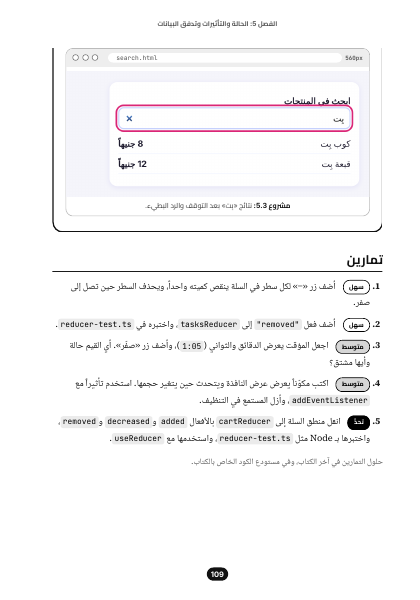 الفصل 5: الحالة والتأثيرات وتدفق البيانات
search.html
560px
ابحث في المنتجات
بِت
×
كوب بِت
8 جنيهاً
قبعة بِت
12 جنيهاً
مشروع 5.3: نتائج «بت» بعد التوقف والرد البطيء.
تمارين
1. سهل أضف زر «−» لكل سطر في السلة ينقص كميته واحداً، ويحذف السطر حين تصل إلى
صفر.
2. سهل أضف فعل "removed" إلى tasksReducer، واختبره في reducer-test.ts.
3. متوسط اجعل المؤقت يعرض الدقائق والثواني (1:05)، وأضف زر «صفّر». أي القيم حالة
وأيها مشتق؟
4. متوسط اكتب مكوّناً يعرض عرض النافذة ويتحدث حين يتغير حجمها. استخدم تأثيراً مع
addEventListener، وأزل المستمع في التنظيف.
5. تحدٍّ انقل منطق السلة إلى cartReducer بالأفعال added و decreased و removed،
واختبرها بـ Node مثل reducer-test.ts، واستخدمها مع useReducer.
حلول التمارين في آخر الكتاب، وفي مستودع الكود الخاص بالكتاب.
109